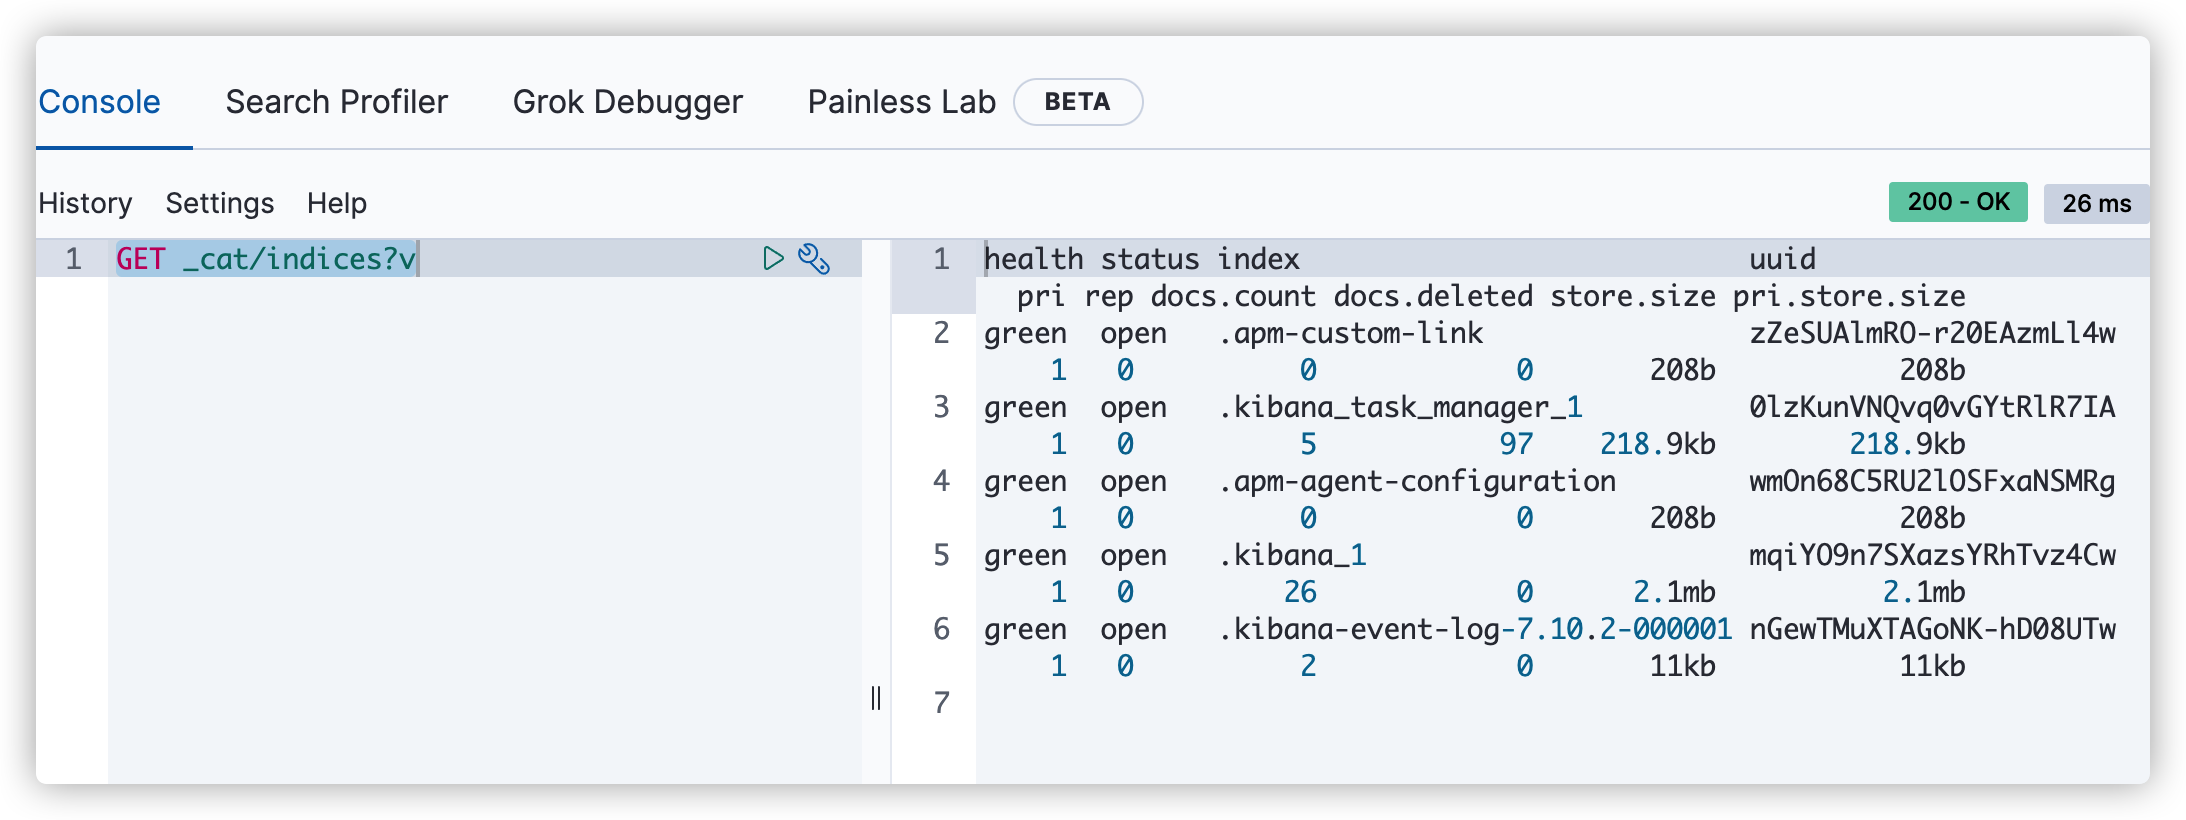 Console Search Profiler Grok Debugger Painless Lab BETA
History Settings Help 200 - OK 26 ms
1 GET _cat/indices?v
1 health status index uuid
pri rep docs.count docs.deleted store.size pri.store.size
2 green open .apm-custom-link zZeSUAlmRO-r20EAzmLl4w
1 0 0 0 208b 208b
3 green open .kibana_task_manager_1 0lzKunVNQvq0vGYtRlR7IA
1 0 5 97 218.9kb 218.9kb
4 green open .apm-agent-configuration wmOn68C5RU2lOSFxaNSMRg
1 0 0 0 208b 208b
5 green open .kibana_1 mqiYO9n7SXazsYRhTvz4Cw
1 0 26 0 2.1mb 2.1mb
6 green open .kibana-event-log-7.10.2-000001 nGewTMuXTAGoNK-hD08UTw
1 0 2 0 11kb 11kb
7